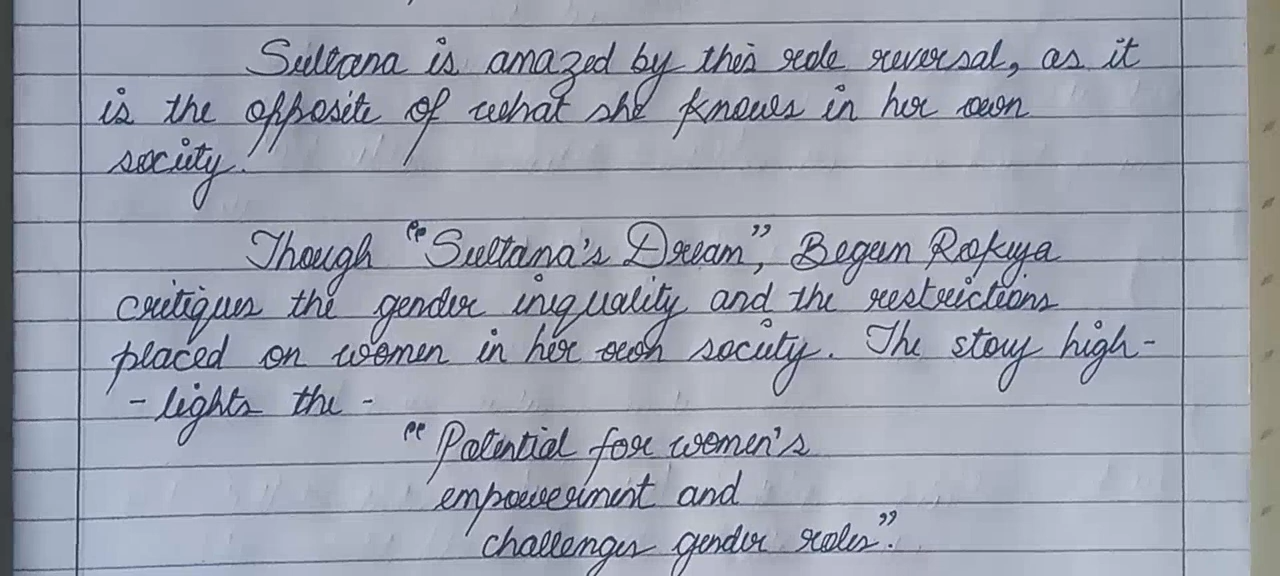 Sultana is amazed by this role reversal, as it
is the opposite of what she knows in her own
society.
Though "Sultana's Dream", Begum Rokuya
critiques the gender inequality and the restrictions
placed on women in her own society. The story high-
- lights the -
"Potential for women's
empowerment and
challenges gender roles".